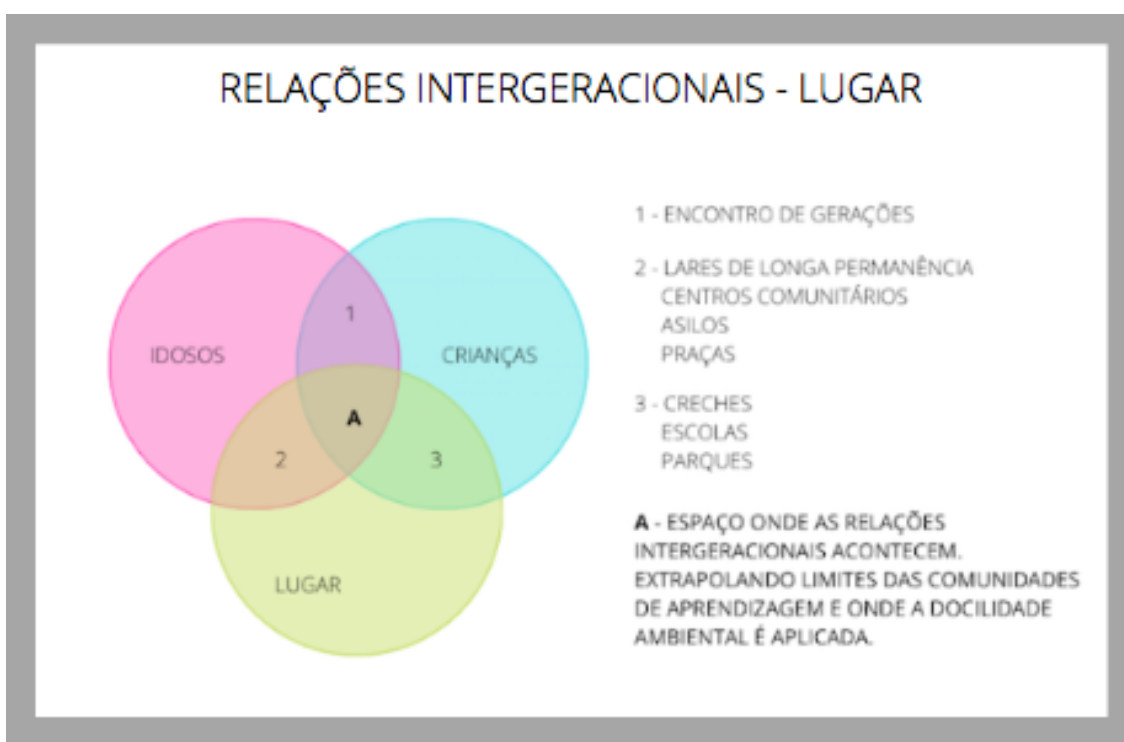 RELAÇÕES INTERGERACIONAIS - LUGAR
IDOSOS
1
CRIANÇAS
A
2
3
LUGAR
1 - ENCONTRO DE GERAÇÕES
2 - LARES DE LONGA PERMANÊNCIA
CENTROS COMUNITÁRIOS
ASILOS
PRAÇAS
3 - CRECHES
ESCOLAS
PARQUES
A - ESPAÇO ONDE AS RELAÇÕES
INTERGERACIONAIS ACONTECEM.
EXTRAPOLANDO LIMITES DAS COMUNIDADES
DE APRENDIZAGEM E ONDE A DOCILIDADE
AMBIENTAL É APLICADA.